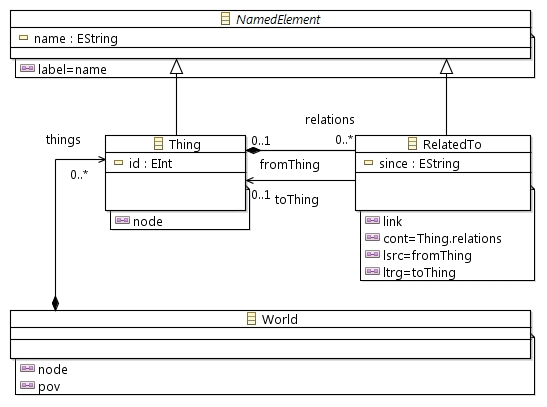 NamedElement
name : EString
label=name
relations
things
Thing
0..1
0..*
RelatedTo
id : EInt
fromThing
since : EString
0..*
0..1
toThing
node
link
cont=Thing.relations
lsrc=fromThing
ltrg=toThing
World
node
pov